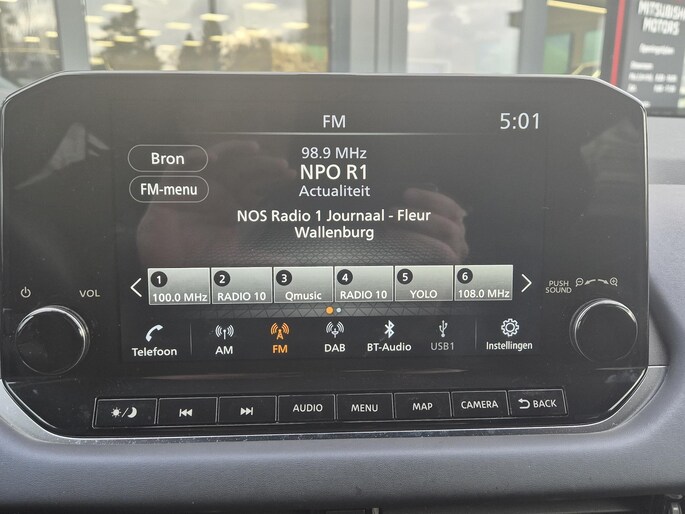 MITSUBISHI
MOTORS
FM
5:01
Bron
98.9 MHz
NPO R1
FM-menu
Actualiteit
NOS Radio 1 Journaal - Fleur
Wallenburg
1
2
3
4
5
6
100.0 MHz
RADIO 10
Qmusic
RADIO 10
YOLO
108.0 MHz
VOL
PUSH
SOUND
Telefoon
AM
FM
DAB
BT-Audio
USB1
Instellingen
AUDIO
MENU
MAP
CAMERA
BACK